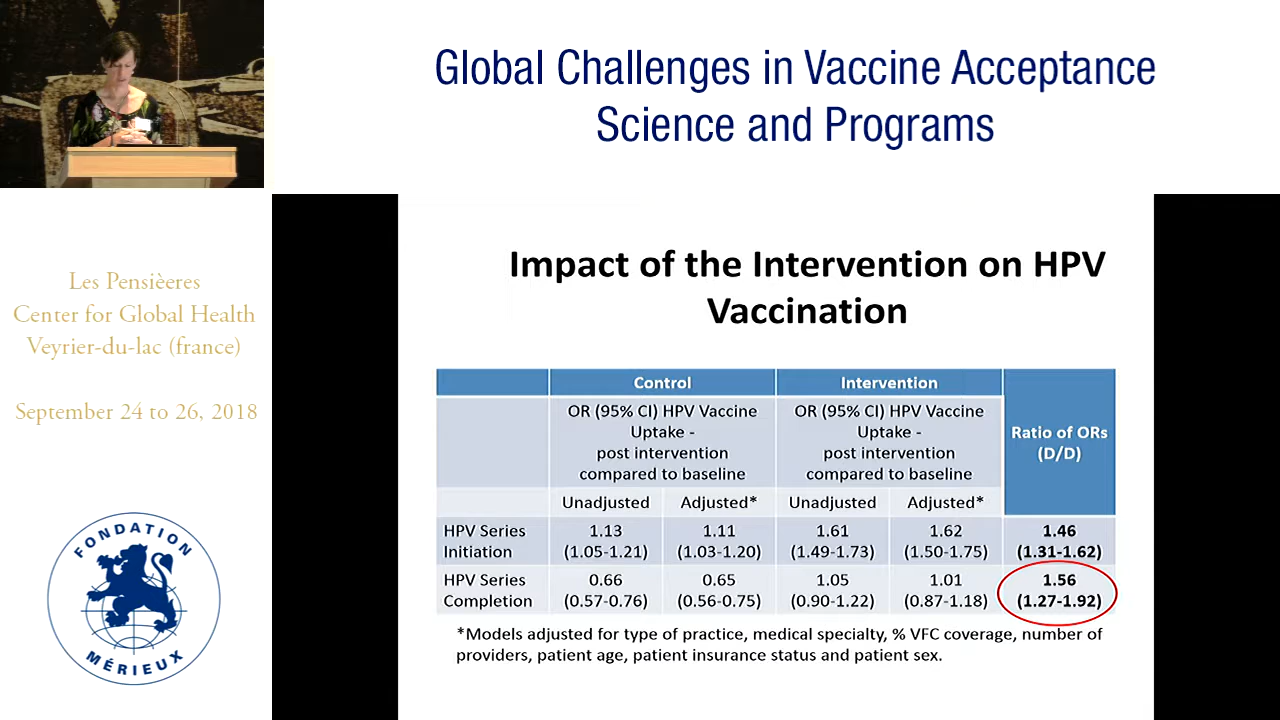 Global Challenges in Vaccine Acceptance
Science and Programs
Les Pensièeres
Center for Global Health
Veyrier-du-lac (france)
September 24 to 26, 2018
FONDATION
MÉRIEUX
Impact of the Intervention on HPV
Vaccination
Control
Intervention
Ratio of ORs
(D/D)
OR (95% CI) HPV Vaccine
Uptake -
post intervention
compared to baseline
OR (95% CI) HPV Vaccine
Uptake -
post intervention
compared to baseline
Unadjusted Adjusted* Unadjusted Adjusted*
HPV Series 1.13 1.11 1.61 1.62 1.46
Initiation (1.05-1.21) (1.03-1.20) (1.49-1.73) (1.50-1.75) (1.31-1.62)
HPV Series 0.66 0.65 1.05 1.01 1.56
Completion (0.57-0.76) (0.56-0.75) (0.90-1.22) (0.87-1.18) (1.27-1.92)
*Models adjusted for type of practice, medical specialty, % VFC coverage, number of
providers, patient age, patient insurance status and patient sex.